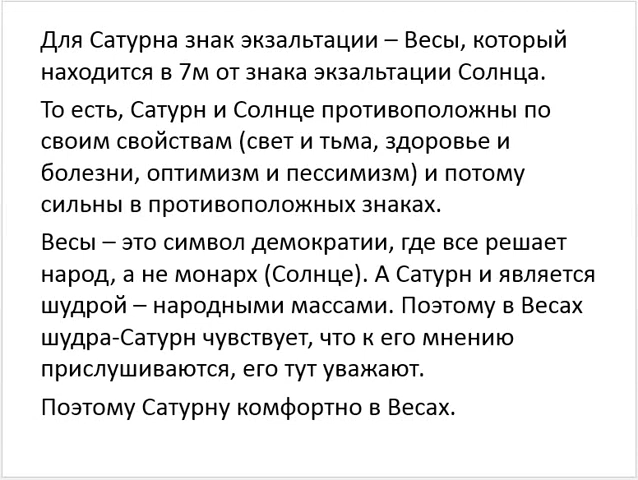 Для Сатурна знак экзальтации – Весы, который
находится в 7м от знака экзальтации Солнца.
То есть, Сатурн и Солнце противоположны по
своим свойствам (свет и тьма, здоровье и
болезни, оптимизм и пессимизм) и потому
сильны в противоположных знаках.
Весы – это символ демократии, где все решает
народ, а не монарх (Солнце). А Сатурн и является
шудрой – народными массами. Поэтому в Весах
шудра-Сатурн чувствует, что к его мнению
прислушиваются, его тут уважают.
Поэтому Сатурну комфортно в Весах.